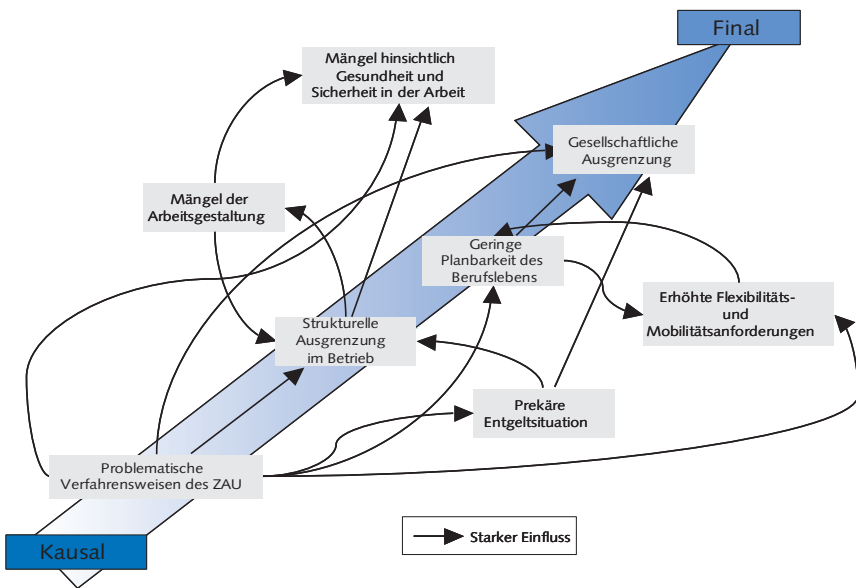 Final
Mängel hinsichtlich
Gesundheit und
Sicherheit in der Arbeit
Gesellschaftliche
Ausgrenzung
Mängel der
Arbeitsgestaltung
Geringe
Planbarkeit des
Berufslebens
Erhöhte Flexibilitäts-
und
Mobilitätsanforderungen
Strukturelle
Ausgrenzung
im Betrieb
Prekäre
Entgeltsituation
Problematische
Verfahrensweisen des ZAU
Starker Einfluss
Kausal